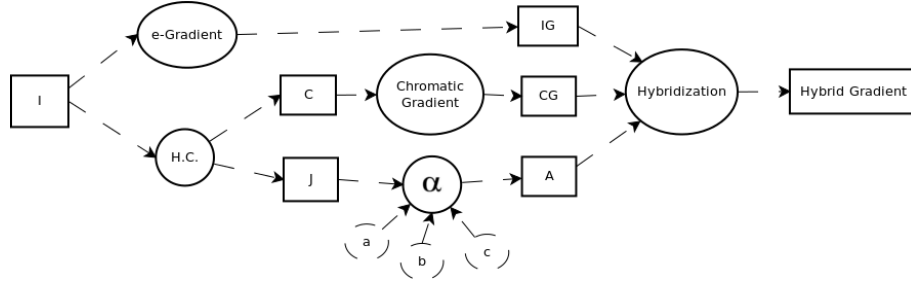 e-Gradient
IG
I
C
Chromatic
Gradient
CG
Hybridization
Hybrid Gradient
H.C.
J
α
A
a
b
c